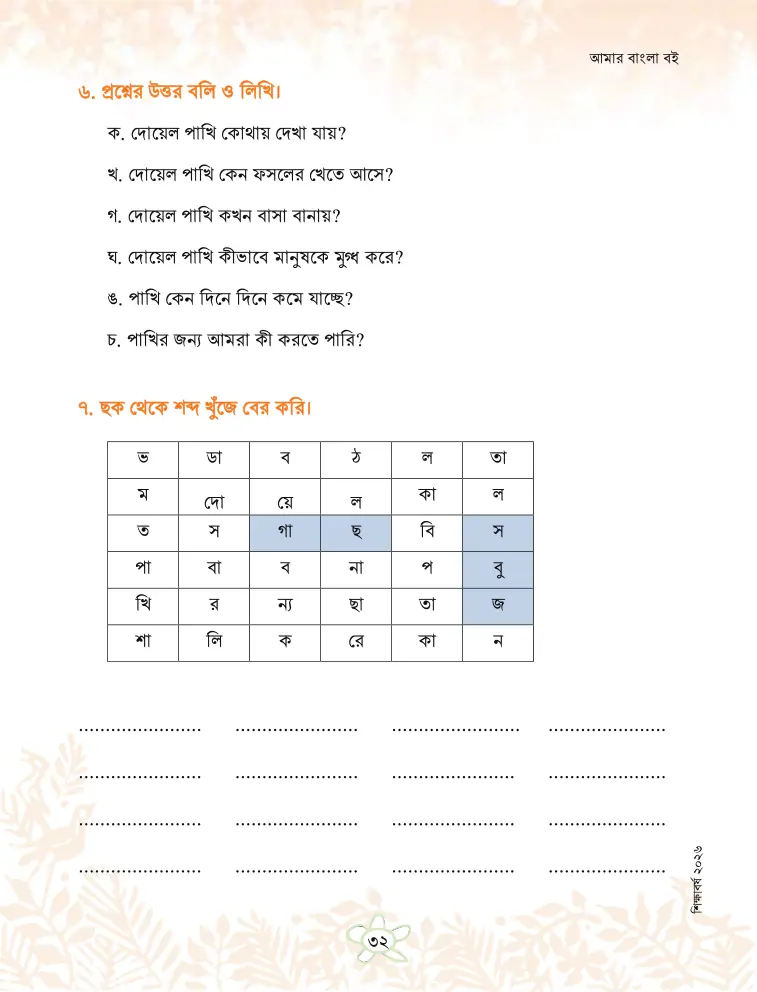 আমার বাংলা বই
৬. প্রশ্নের উত্তর বলি ও লিখি।
ক. দোয়েল পাখি কোথায় দেখা যায়?
খ. দোয়েল পাখি কেন ফসলের খেতে আসে?
গ. দোয়েল পাখি কখন বাসা বানায়?
ঘ. দোয়েল পাখি কীভাবে মানুষকে মুগ্ধ করে?
ঙ. পাখি কেন দিনে দিনে কমে যাচ্ছে?
চ. পাখির জন্য আমরা কী করতে পারি?
৭. ছক থেকে শব্দ খুঁজে বের করি।
ভ ডা ব ঠ ল তা
ম দো য়ে ল কা ল
ত স গা ছ বি স
পা বা ব না প বু
খি র ন্য ছা তা জ
শা লি ক রে কা ন
....................... ....................... ........................ ......................
....................... ....................... ....................... ......................
....................... ....................... ....................... ......................
....................... ....................... ....................... ......................
শিক্ষাবর্ষ ২০২৬
৩২